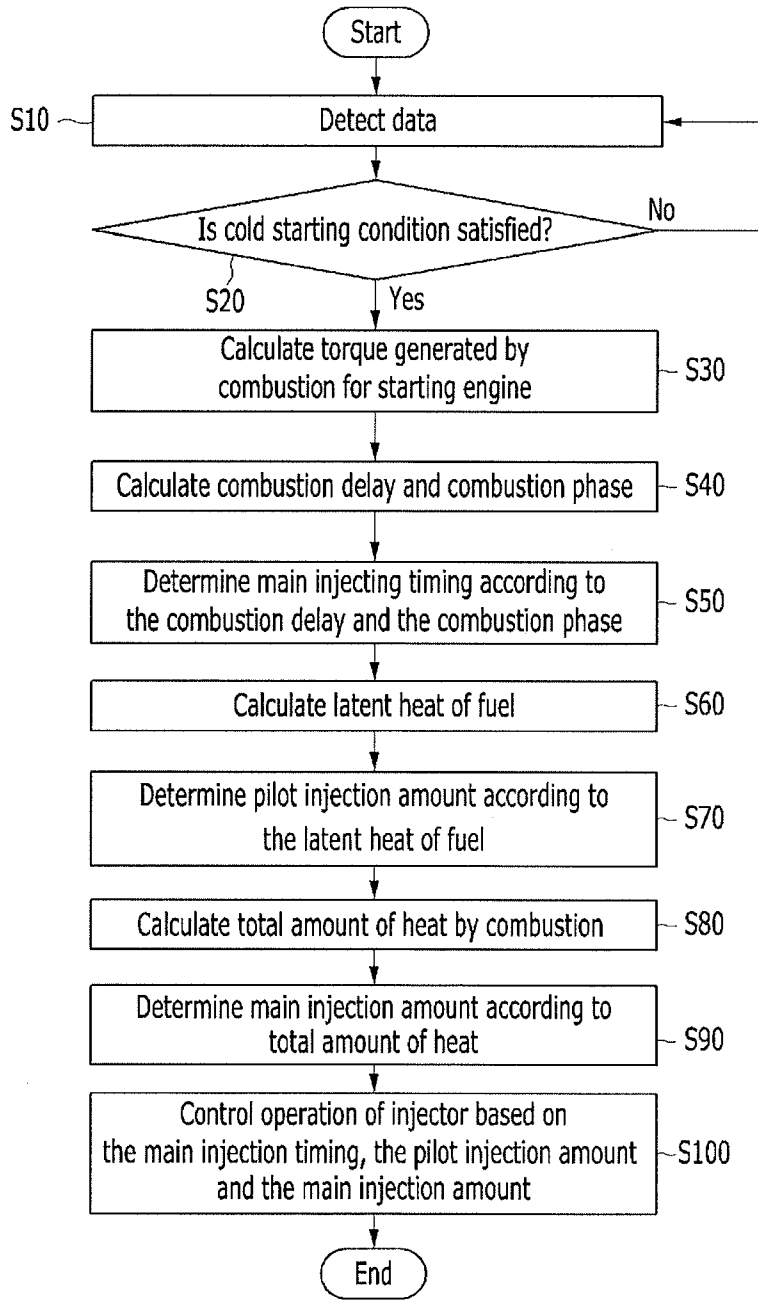 Start
S10
Detect data
Is cold starting condition satisfied?
No
S20
Yes
Calculate torque generated by
combustion for starting engine
S30
Calculate combustion delay and combustion phase
S40
Determine main injecting timing according to
the combustion delay and the combustion phase
S50
Calculate latent heat of fuel
S60
Determine pilot injection amount according to
the latent heat of fuel
S70
Calculate total amount of heat by combustion
S80
Determine main injection amount according to
total amount of heat
S90
Control operation of injector based on
the main injection timing, the pilot injection amount
and the main injection amount
S100
End